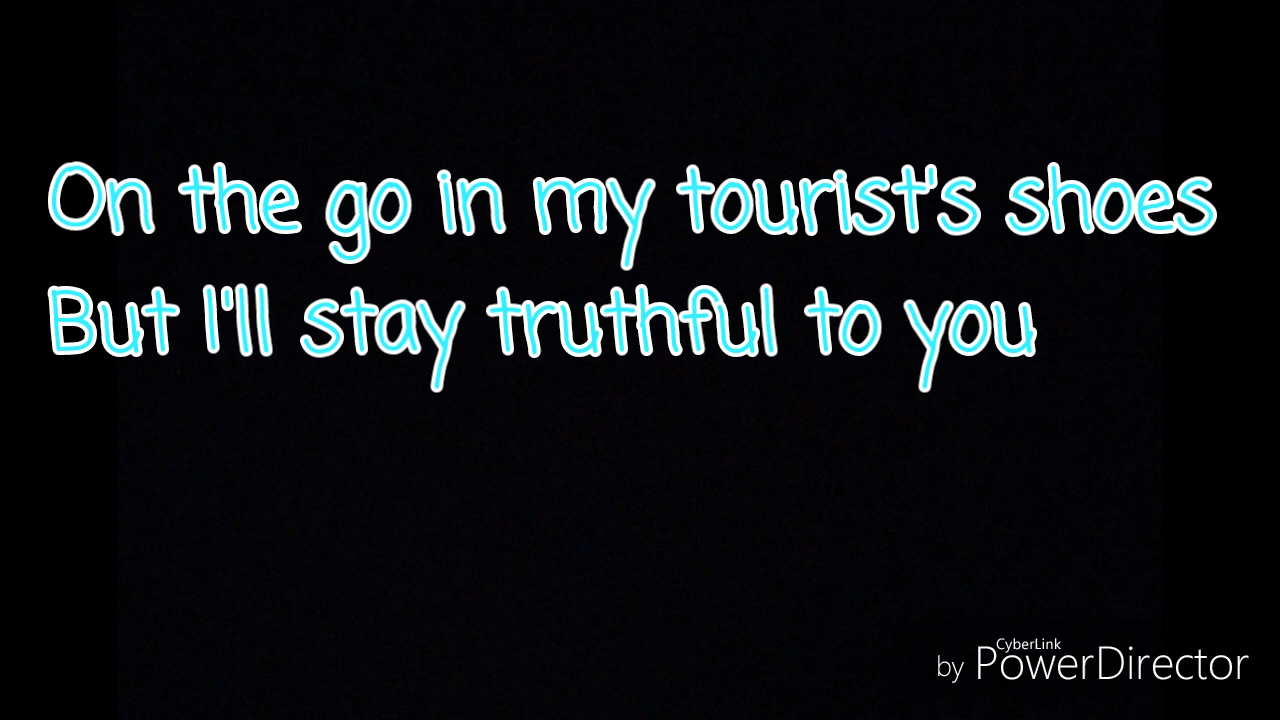 On the go in my tourist's shoes
But I'll stay truthful to you
CyberLink
by PowerDirector